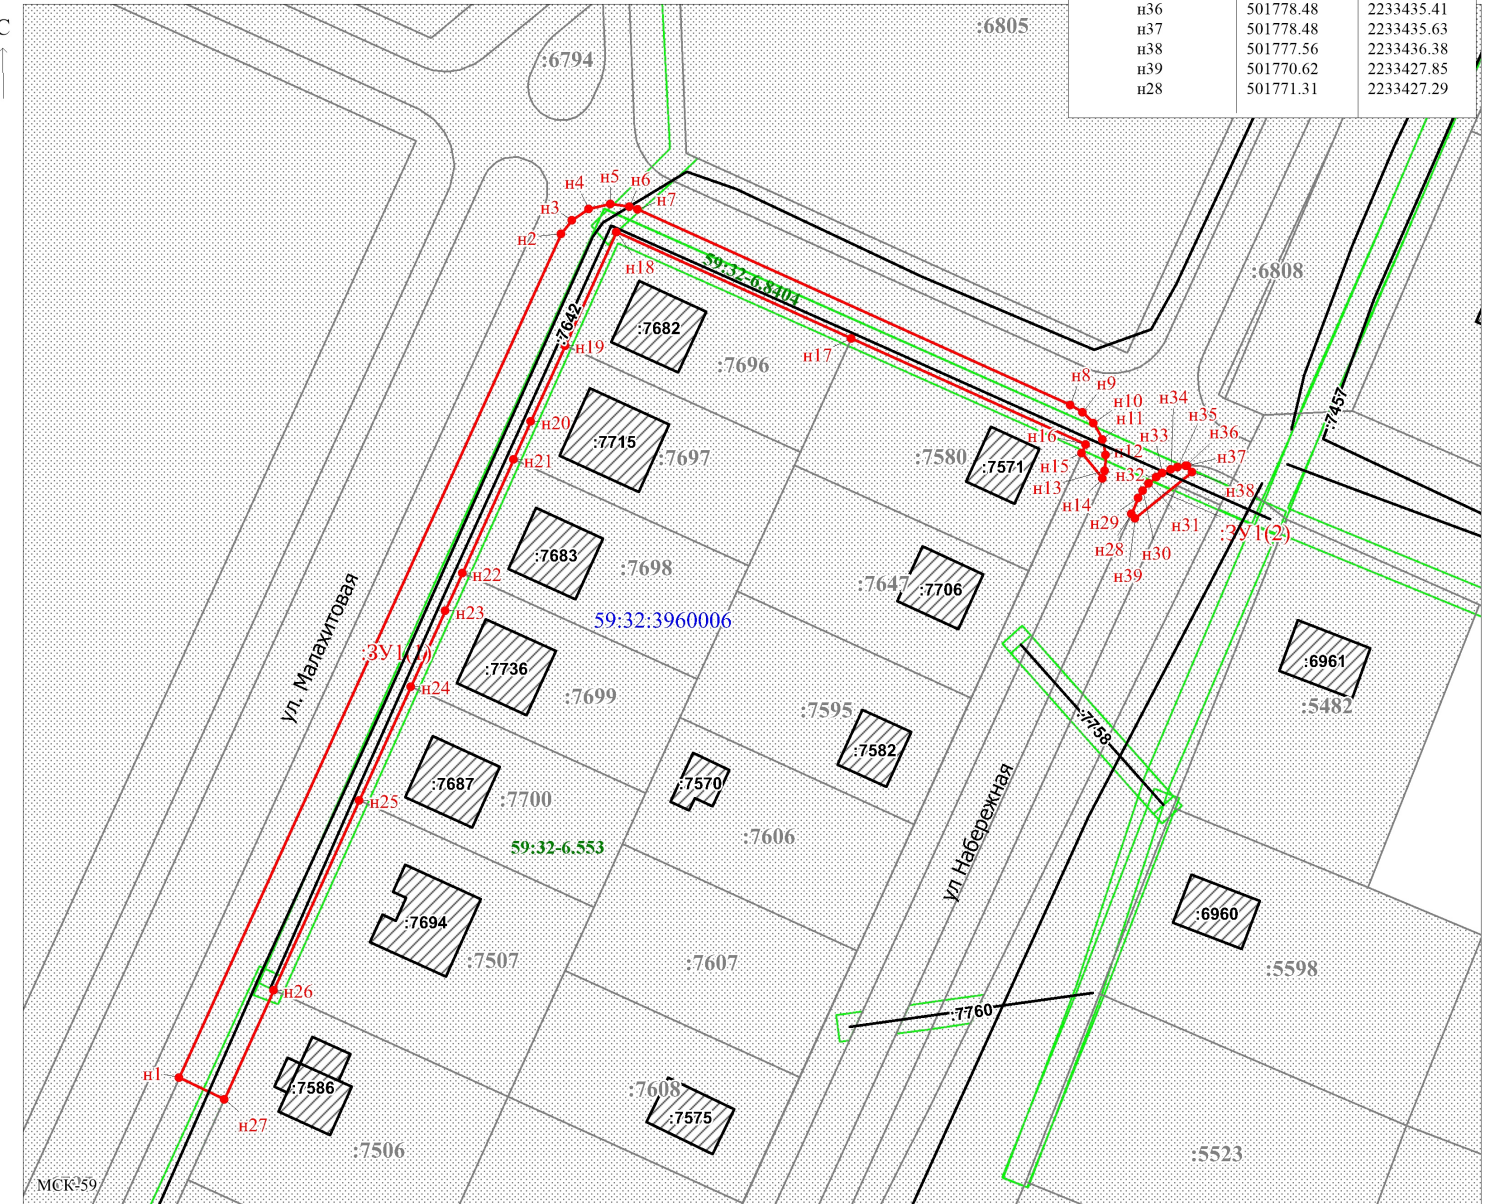 н36 501778.48 2233435.41
н37 501778.48 2233435.63
н38 501777.56 2233436.38
н39 501770.62 2233427.85
н28 501771.31 2233427.29
С
:6805
:6794
н5
н4
н6
н3
н7
н2
н18
59:32-6.8404
:6808
:7642
:7682
н19
:7696
н17
н8
н9
н34
н10
н35
:7457
н20
н11
н33
н36
:7715
н16
н12
:7697
:7580
:7571
н37
н21
н15
н32
н13
н38
н14
н29
н31
:ЗУ1(2)
:7683
н28
н30
:7698
н22
н39
:7647
:7706
н23
59:32:3960006
ул. Малахитовая
:ЗУ1(1)
:6961
:7736
н24
:7699
:7595
:5482
:7758
:7582
:7687
:7570
н25
:7700
:7606
ул Набережная
59:32-6.553
:6960
:7694
:7507
:7607
:5598
н26
:7760
н1
:7586
:7608
н27
:7575
:7506
:5523
МСК-59